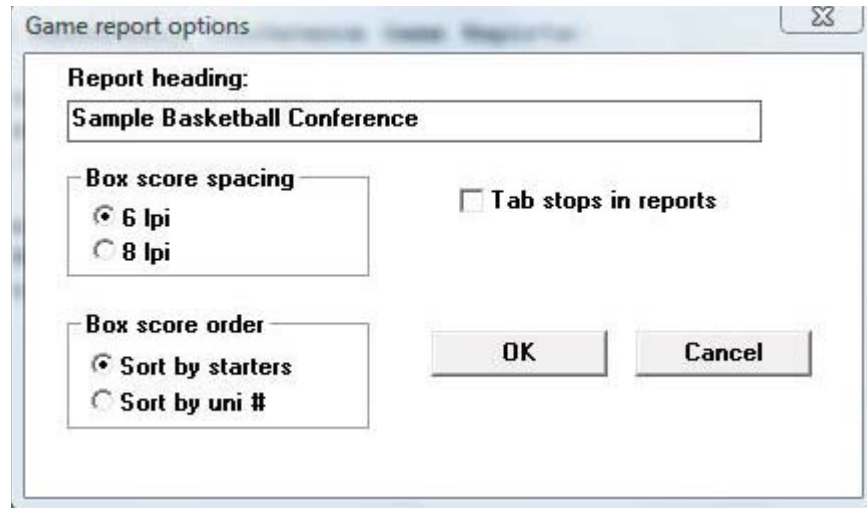 Game report options
Report heading:
Sample Basketball Conference
Box score spacing
6 lpi
8 lpi
Tab stops in reports
Box score order
Sort by starters
Sort by uni #
OK
Cancel